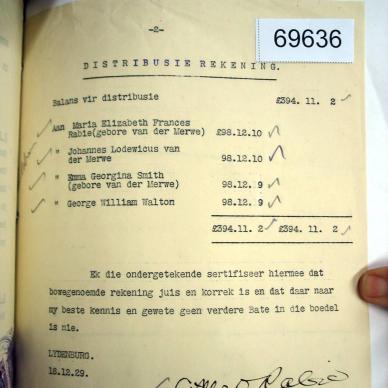 -2-
69636
DISTRIBUSIE REKENING.
Balans vir distribusie £394. 11. 2
Aan Maria Elizabeth Frances
Rabie(gebore van der Merwe) £98.12.10
" Johannes Lodewicus van
der Merwe 98.12.10
" Emma Georgina Smith
(gebore van der Merwe) 98.12. 9
" George William Walton 98.12. 9
£394.11. 2 £394. 11. 2
Ek die ondergetekende sertifiseer hiermee dat
bowegenoemde rekening juis en korrek is en dat daar naar
my beste kennis en gewete geen verdere Bate in die boedel
is nie.
LYDENBURG.
18.12.29.
Rabie